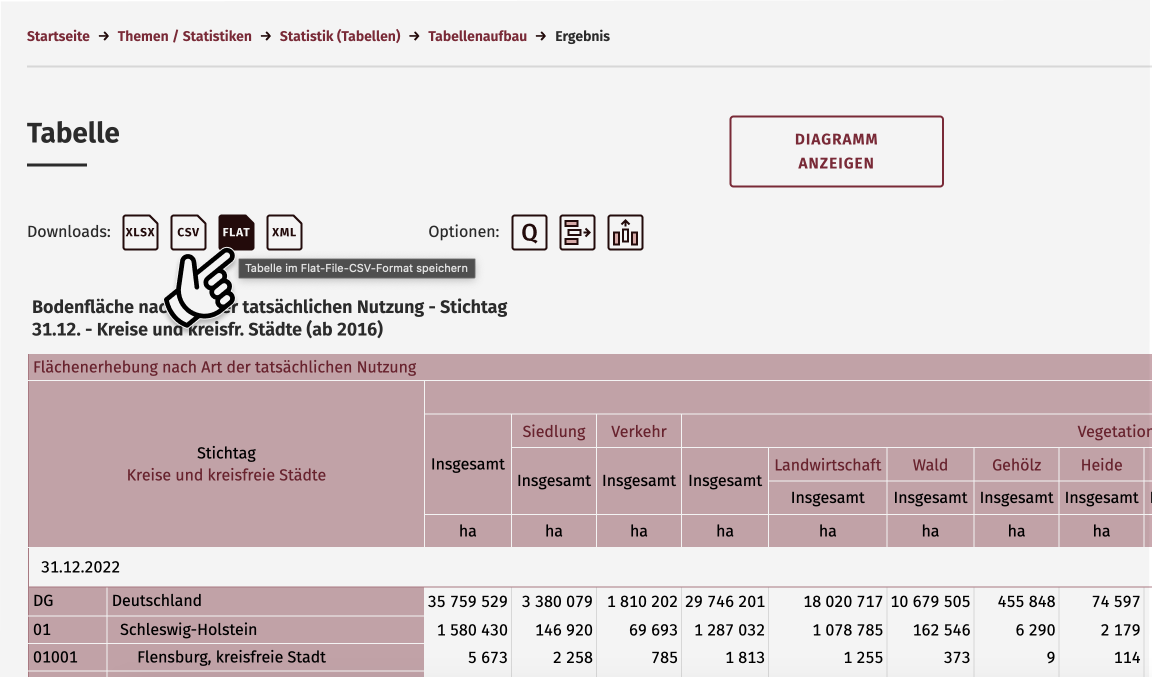 Startseite → Themen / Statistiken → Statistik (Tabellen) → Tabellenaufbau → Ergebnis
Tabelle
DIAGRAMM
ANZEIGEN
Downloads: XLSX CSV FLAT XML Optionen: Q
Tabelle im Flat-File-CSV-Format speichern
Bodenfläche tatsächlichen Nutzung - Stichtag
31.12. - Kreise und kreisfr. Städte (ab 2016)
Flächenerhebung nach Art der tatsächlichen Nutzung
Stichtag
Kreise und kreisfreie Städte
Siedlung Verkehr Vegetation
Insgesamt Landwirtschaft Wald Gehölz Heide
Insgesamt Insgesamt Insgesamt
Insgesamt Insgesamt Insgesamt Insgesamt
ha ha ha ha ha ha ha ha
31.12.2022
DG Deutschland 35 759 529 3 380 079 1 810 202 29 746 201 18 020 717 10 679 505 455 848 74 597
01 Schleswig-Holstein 1 580 430 146 920 69 693 1 287 032 1 078 785 162 546 6 290 2 179
01001 Flensburg, kreisfreie Stadt 5 673 2 258 785 1 813 1 255 373 9 114